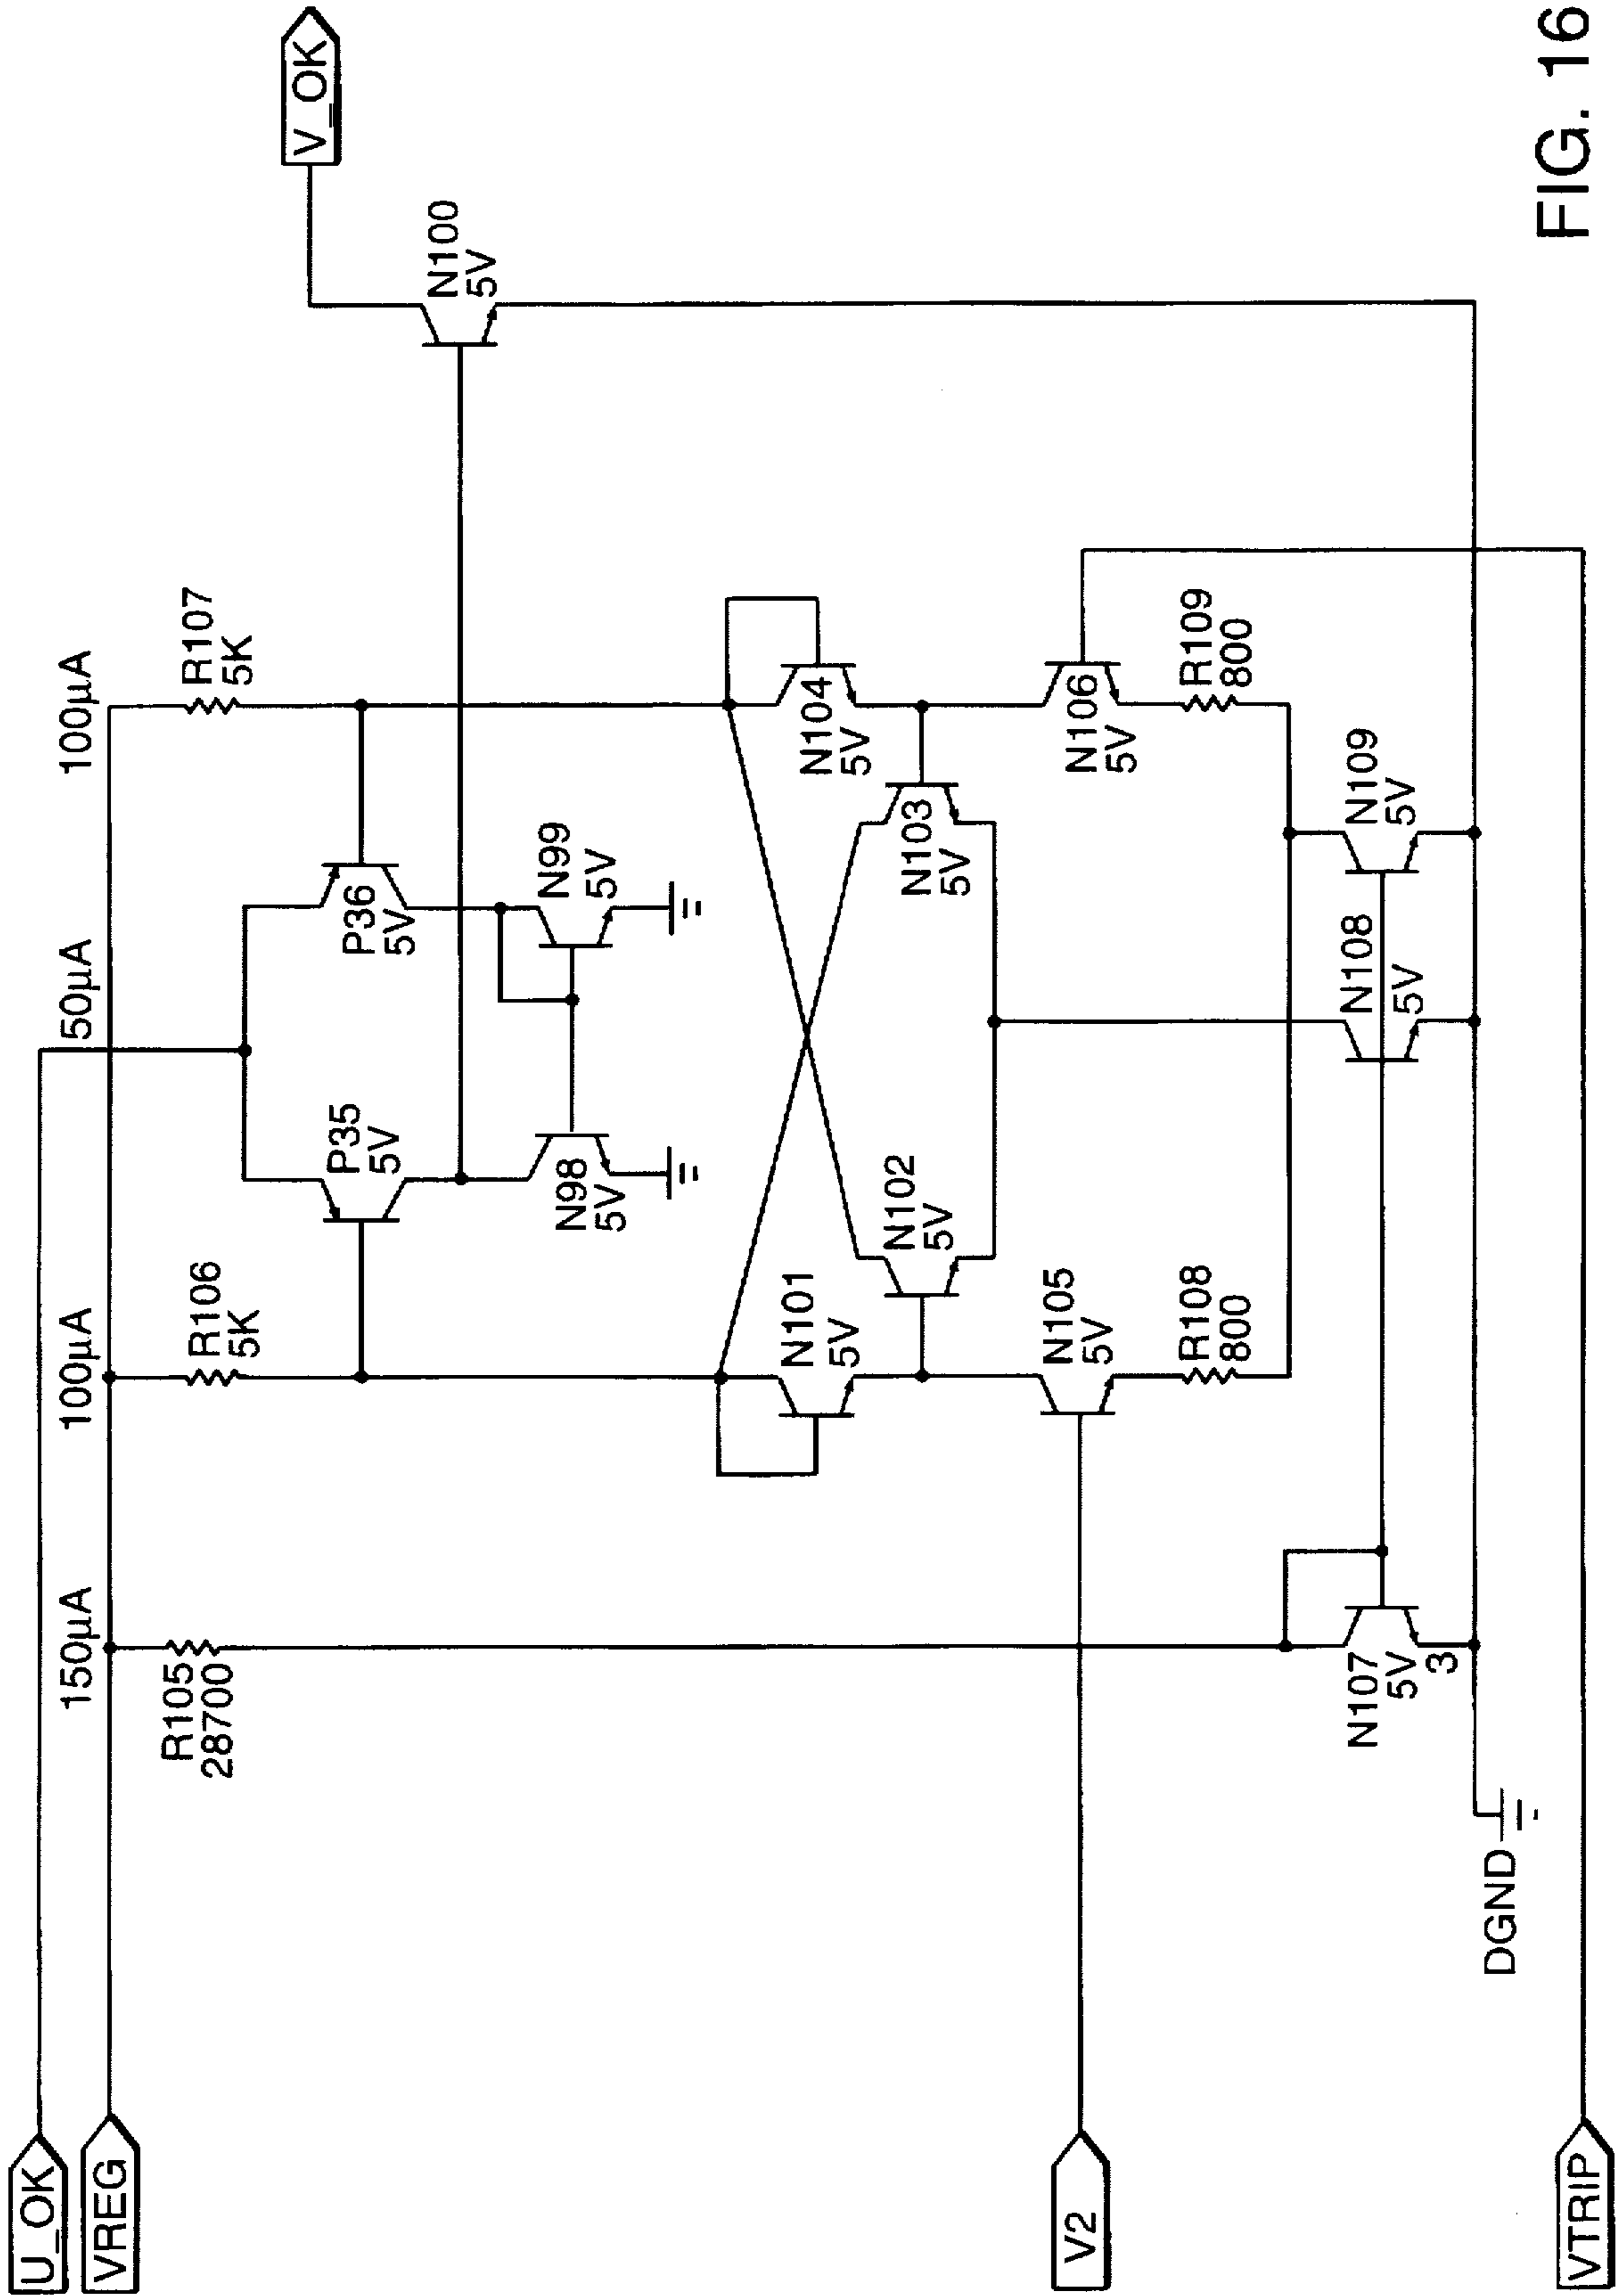 U_OK
VREG
V2
VTRIP
150µA
100µA
50µA
100µA
R105
28700
R106
5K
R107
5K
P35
5V
P36
5V
N98
5V
N99
5V
N100
5V
V_OK
N101
5V
N102
5V
N103
5V
N104
5V
N105
5V
N106
5V
R108
800
R109
800
N107
5V
3
N108
5V
N109
5V
DGND
FIG. 16